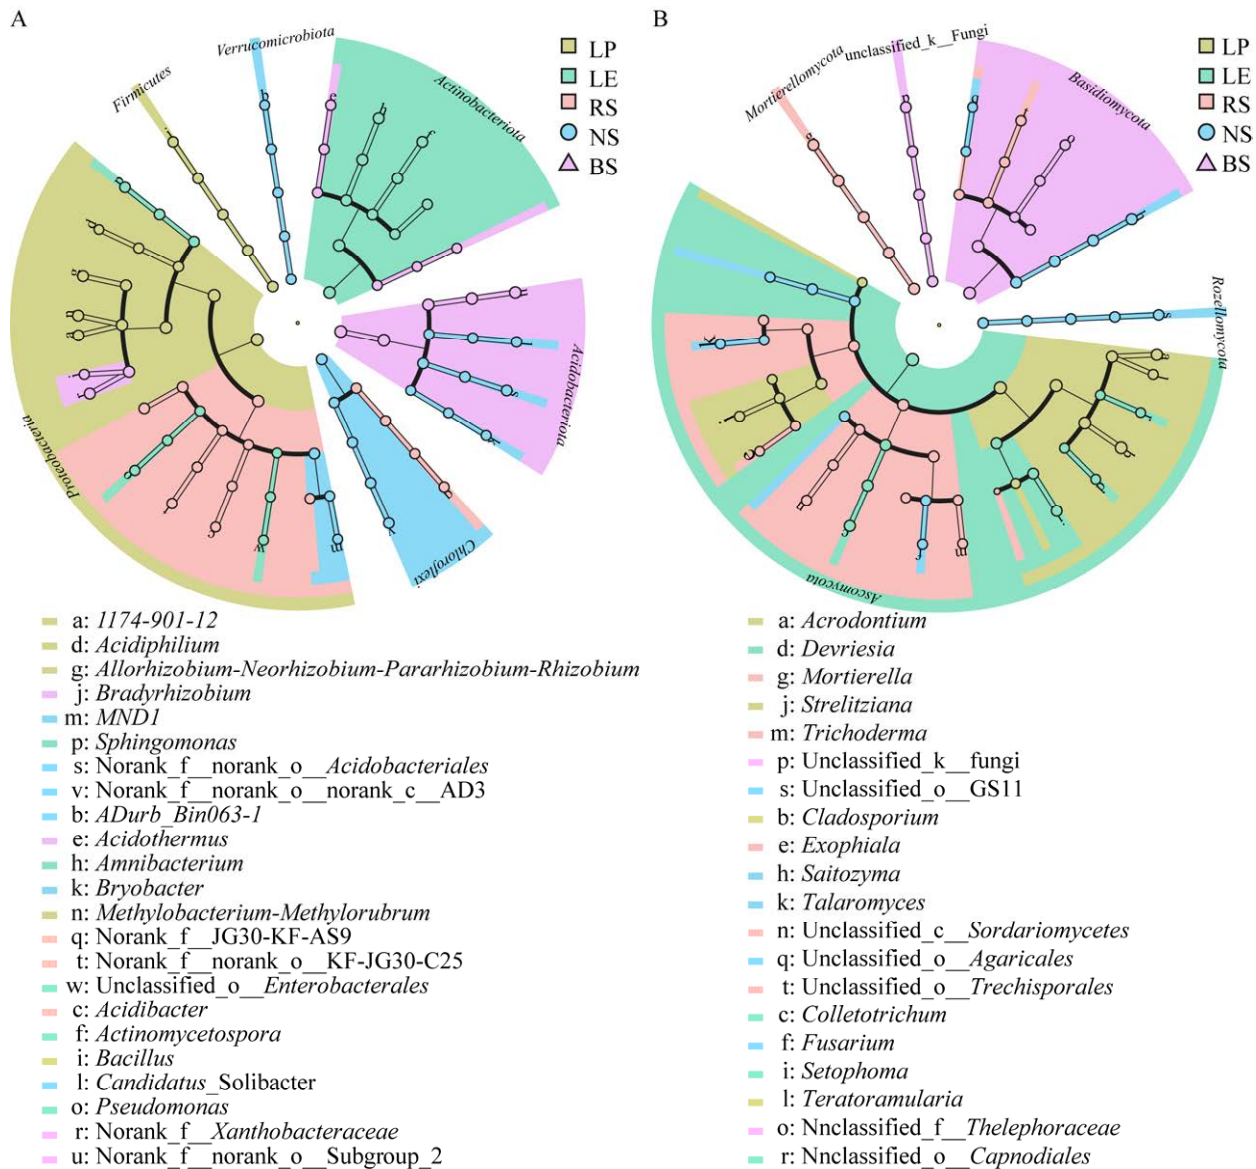 A
B
Firmicutes
Verrucomicrobiota
Actinobacteriota
Acidobacteriota
Chloroflexi
Proteobacteria
LP
LE
RS
NS
BS
Mortierellomycota
unclassified_k__Fungi
Basidiomycota
Rozellomycota
Ascomycota
LP
LE
RS
NS
BS
a: 1174-901-12
d: Acidiphilium
g: Allorhizobium-Neorhizobium-Pararhizobium-Rhizobium
j: Bradyrhizobium
m: MND1
p: Sphingomonas
s: Norank_f__norank_o__Acidobacteriales
v: Norank_f__norank_o__norank_c__AD3
b: ADurb_Bin063-1
e: Acidothermus
h: Amnibacterium
k: Bryobacter
n: Methylobacterium-Methylorubrum
q: Norank_f__JG30-KF-AS9
t: Norank_f__norank_o__KF-JG30-C25
w: Unclassified_o__Enterobacterales
c: Acidibacter
f: Actinomycetospora
i: Bacillus
l: Candidatus_Solibacter
o: Pseudomonas
r: Norank_f__Xanthobacteraceae
u: Norank_f__norank_o__Subgroup_2
a: Acrodontium
d: Devriesia
g: Mortierella
j: Strelitziana
m: Trichoderma
p: Unclassified_k__fungi
s: Unclassified_o__GS11
b: Cladosporium
e: Exophiala
h: Saitozyma
k: Talaromyces
n: Unclassified_c__Sordariomycetes
q: Unclassified_o__Agaricales
t: Unclassified_o__Trechisporales
c: Colletotrichum
f: Fusarium
i: Setophoma
l: Teratoramularia
o: Nnclassified_f__Thelephoraceae
r: Nnclassified_o__Capnodiales